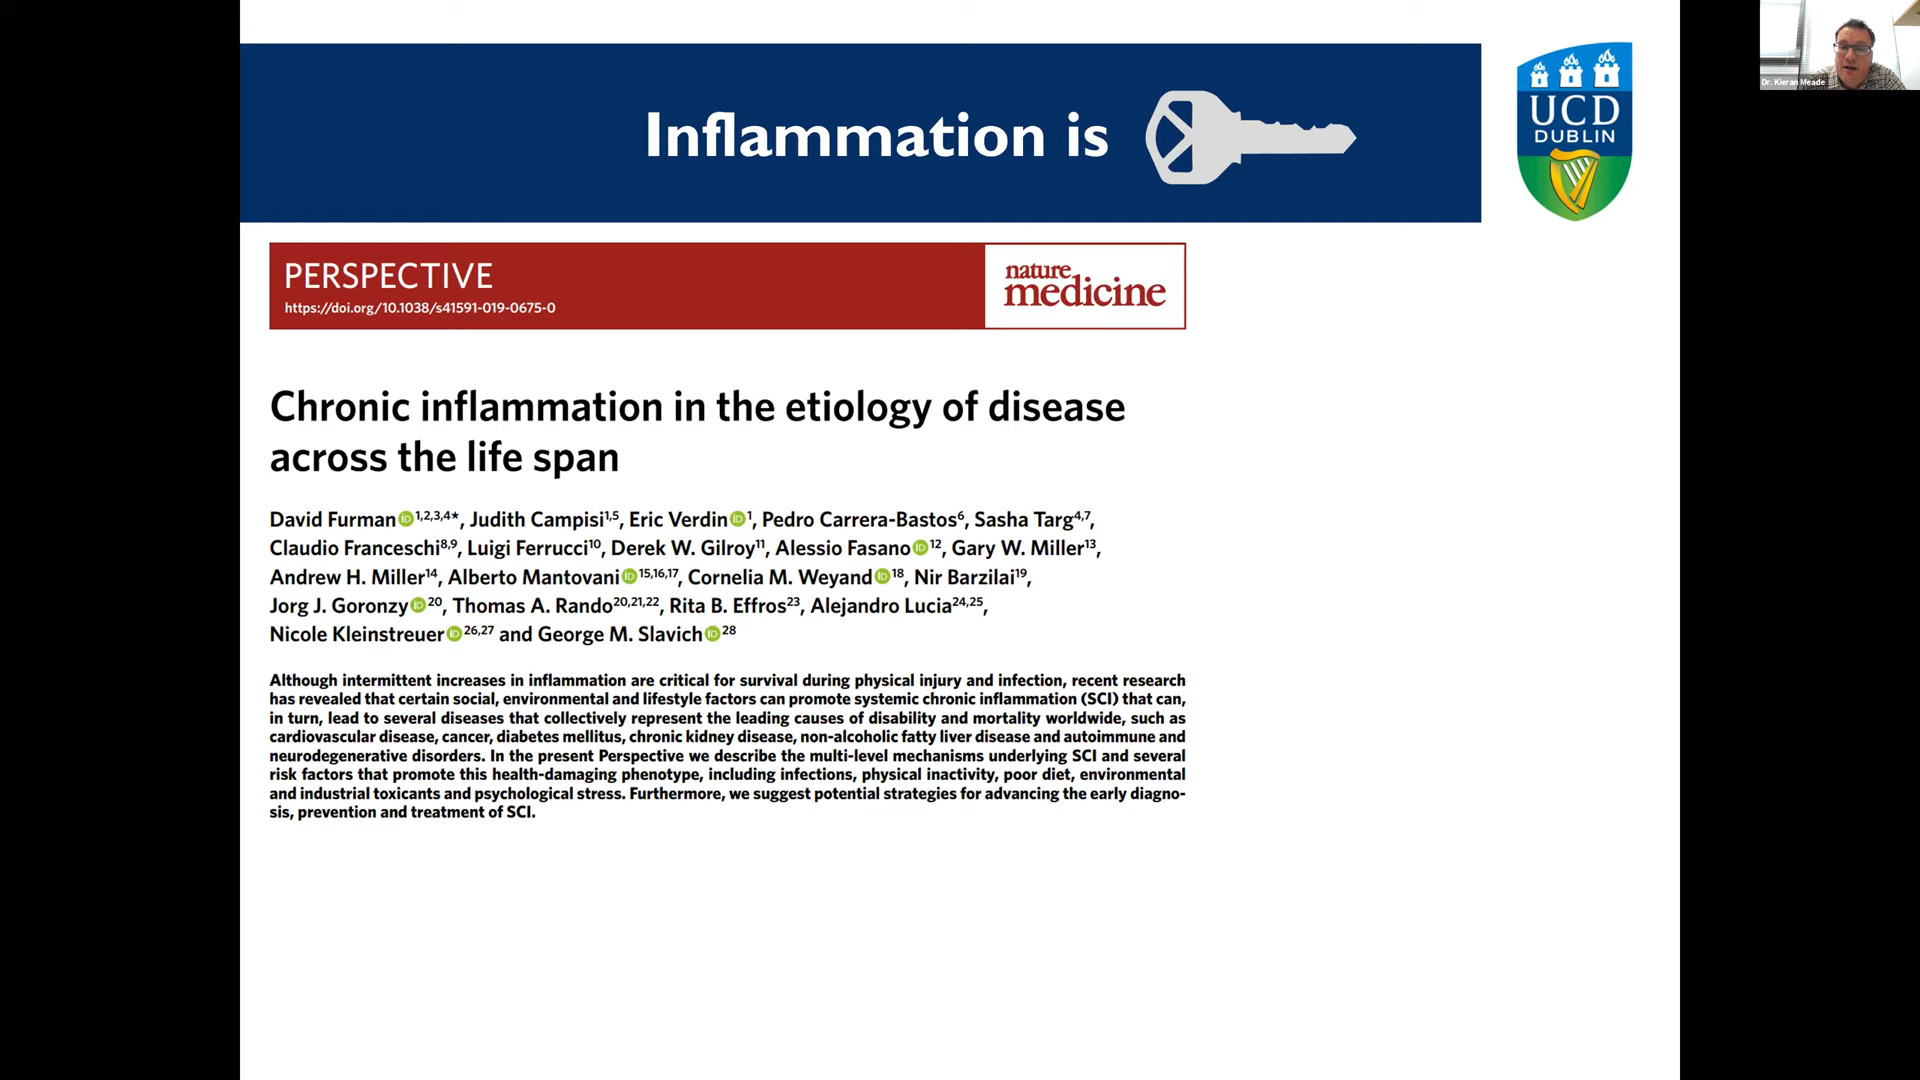 Inflammation is
UCD
DUBLIN
Dr. Kieran Meade
PERSPECTIVE
https://doi.org/10.1038/s41591-019-0675-0
nature
medicine
Chronic inflammation in the etiology of disease
across the life span
David Furman iD 1,2,3,4*, Judith Campisi1,5, Eric Verdin iD 1, Pedro Carrera-Bastos6, Sasha Targ4,7,
Claudio Franceschi8,9, Luigi Ferrucci10, Derek W. Gilroy11, Alessio Fasano iD 12, Gary W. Miller13,
Andrew H. Miller14, Alberto Mantovani iD 15,16,17, Cornelia M. Weyand iD 18, Nir Barzilai19,
Jorg J. Goronzy iD 20, Thomas A. Rando20,21,22, Rita B. Effros23, Alejandro Lucia24,25,
Nicole Kleinstreuer iD 26,27 and George M. Slavich iD 28
Although intermittent increases in inflammation are critical for survival during physical injury and infection, recent research
has revealed that certain social, environmental and lifestyle factors can promote systemic chronic inflammation (SCI) that can,
in turn, lead to several diseases that collectively represent the leading causes of disability and mortality worldwide, such as
cardiovascular disease, cancer, diabetes mellitus, chronic kidney disease, non-alcoholic fatty liver disease and autoimmune and
neurodegenerative disorders. In the present Perspective we describe the multi-level mechanisms underlying SCI and several
risk factors that promote this health-damaging phenotype, including infections, physical inactivity, poor diet, environmental
and industrial toxicants and psychological stress. Furthermore, we suggest potential strategies for advancing the early diagno-
sis, prevention and treatment of SCI.